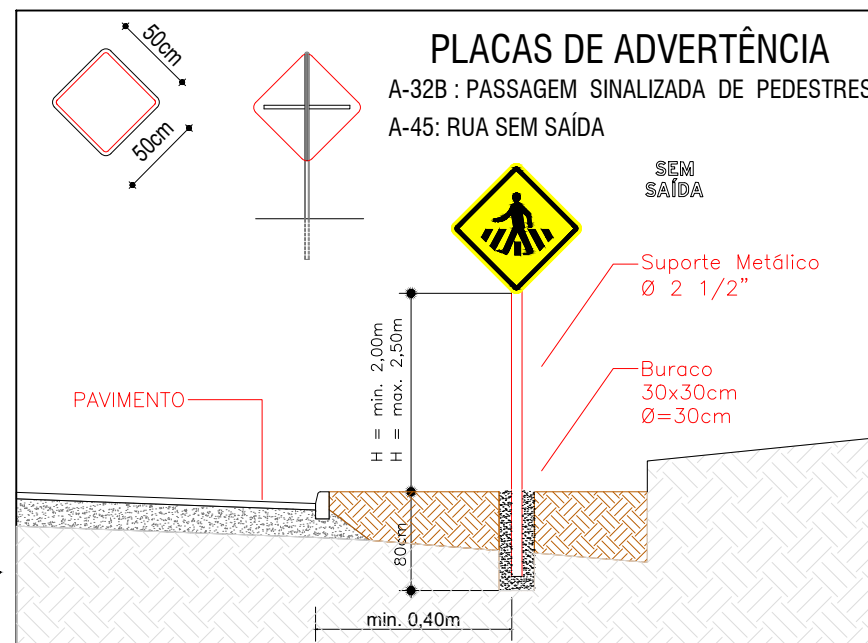 PLACAS DE ADVERTÊNCIA
A-32B : PASSAGEM SINALIZADA DE PEDESTRES
A-45: RUA SEM SAÍDA
50cm
50cm
SEM
SAÍDA
Suporte Metálico
Ø 2 1/2”
H = min. 2,00m
H = max. 2,50m
Buraco
30x30cm
Ø=30cm
PAVIMENTO
80cm
min. 0,40m